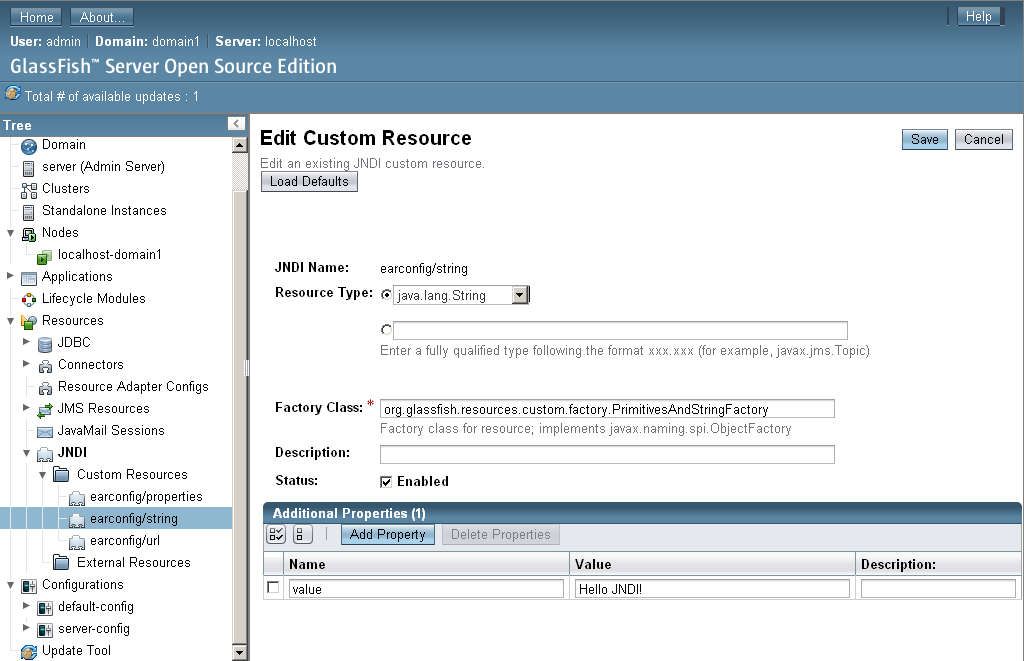 Home About... Help
User: admin Domain: domain1 Server: localhost
GlassFish™ Server Open Source Edition
Total # of available updates : 1
Tree
Domain
server (Admin Server)
Clusters
Standalone Instances
Nodes
localhost-domain1
Applications
Lifecycle Modules
Resources
JDBC
Connectors
Resource Adapter Configs
JMS Resources
JavaMail Sessions
JNDI
Custom Resources
earconfig/properties
earconfig/string
earconfig/url
External Resources
Configurations
default-config
server-config
Update Tool
Edit Custom Resource
Save Cancel
Edit an existing JNDI custom resource.
Load Defaults
JNDI Name: earconfig/string
Resource Type: java.lang.String
Enter a fully qualified type following the format xxx.xxx (for example, javax.jms.Topic)
Factory Class: * org.glassfish.resources.custom.factory.PrimitivesAndStringFactory
Factory class for resource; implements javax.naming.spi.ObjectFactory
Description:
Status: Enabled
Additional Properties (1)
Add Property Delete Properties
Name Value Description:
value Hello JNDI!